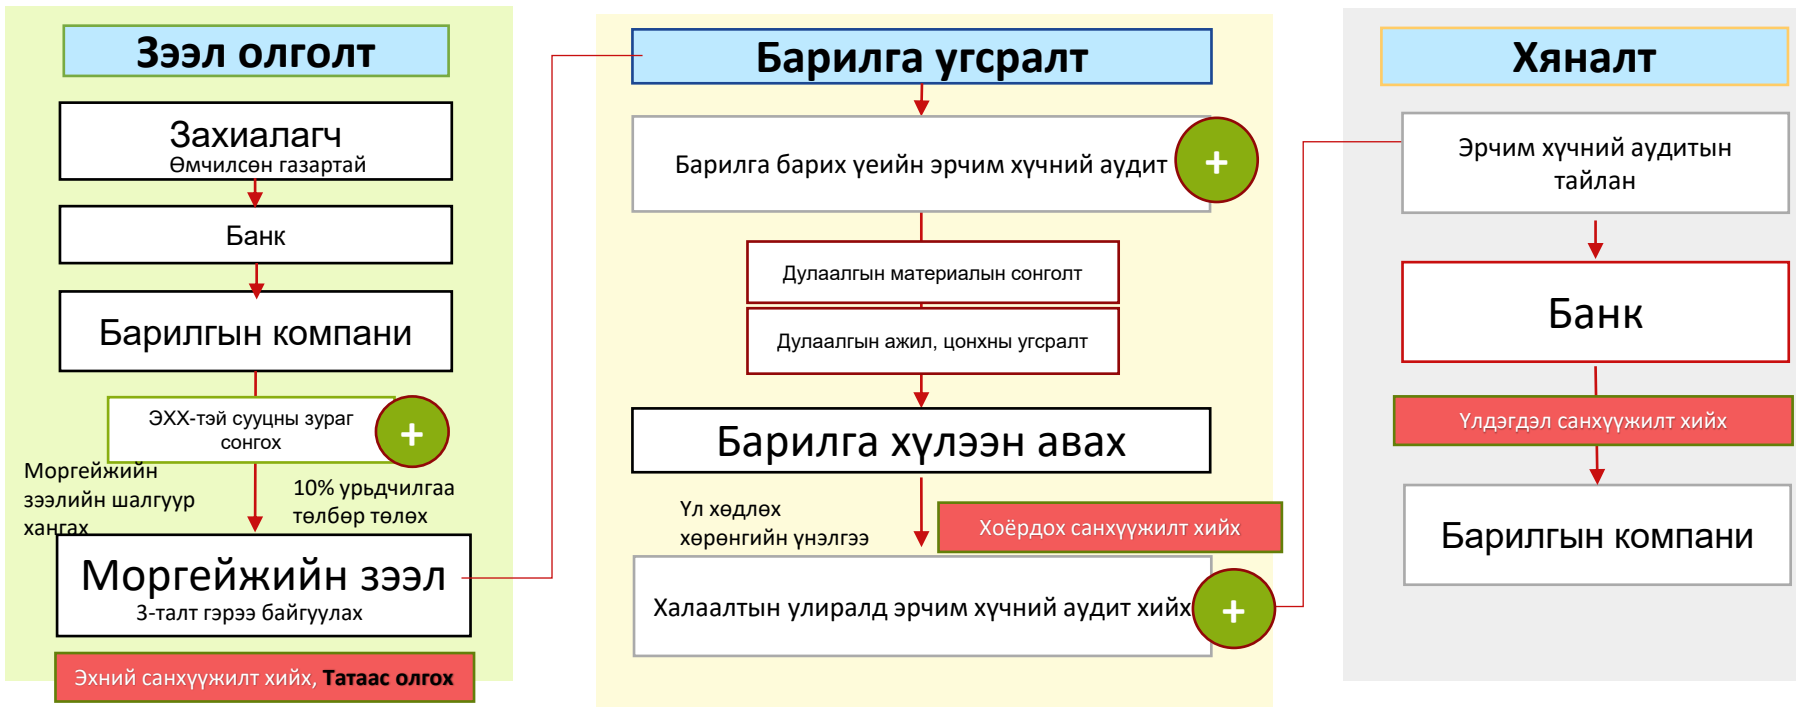 Зээл олголт
Захиалагч
Өмчилсөн газартай
Банк
Барилгын компани
ЭХХ-тэй сууцны зураг
сонгох
+
Моргейжийн
зээлийн шалгуур
хангах
10% урьдчилгаа
төлбөр төлөх
Моргейжийн зээл
3-талт гэрээ байгуулах
Эхний санхүүжилт хийх, Татаас олгох
Барилга угсралт
Барилга барих үеийн эрчим хүчний аудит
+
Дулаалгын материалын сонголт
Дулаалгын ажил, цонхны угсралт
Барилга хүлээн авах
Үл хөдлөх
хөрөнгийн үнэлгээ
Хоёрдох санхүүжилт хийх
Халаалтын улиралд эрчим хүчний аудит хийх
+
Хяналт
Эрчим хүчний аудитын
тайлан
Банк
Үлдэгдэл санхүүжилт хийх
Барилгын компани